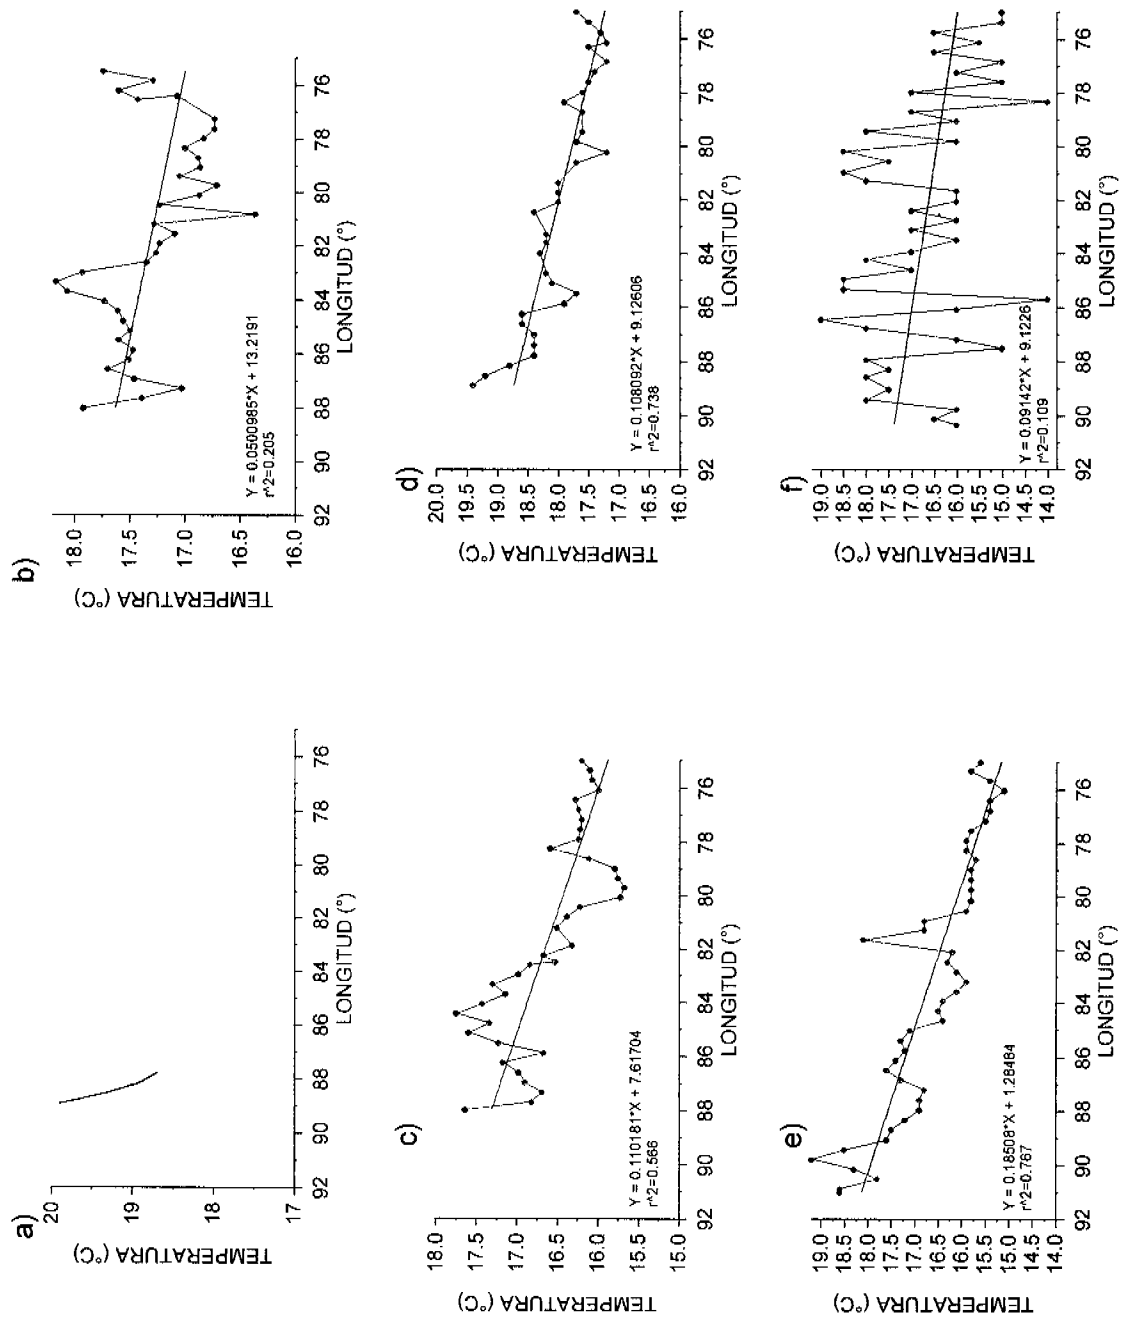 a)
TEMPERATURA (°C)
20
19
18
17
92 90 88 86 84 82 80 78 76
LONGITUD (°)
b)
TEMPERATURA (°C)
18.0
17.5
17.0
16.5
16.0
Y = 0.0500985*X + 13.2191
r^2=0.205
92 90 88 86 84 82 80 78 76
LONGITUD (°)
c)
TEMPERATURA (°C)
18.0
17.5
17.0
16.5
16.0
15.5
15.0
Y = 0.110181*X + 7.61704
r^2=0.566
92 90 88 86 84 82 80 78 76
LONGITUD (°)
d)
TEMPERATURA (°C)
20.0
19.5
19.0
18.5
18.0
17.5
17.0
16.5
16.0
Y = 0.108092*X + 9.12606
r^2=0.738
92 90 88 86 84 82 80 78 76
LONGITUD (°)
e)
TEMPERATURA (°C)
19.0
18.5
18.0
17.5
17.0
16.5
16.0
15.5
15.0
14.5
14.0
Y = 0.18508*X + 1.28484
r^2=0.767
92 90 88 86 84 82 80 78 76
LONGITUD (°)
f)
TEMPERATURA (°C)
19.0
18.5
18.0
17.5
17.0
16.5
16.0
15.5
15.0
14.5
14.0
Y = 0.09142*X + 9.1226
r^2=0.109
92 90 88 86 84 82 80 78 76
LONGITUD (°)